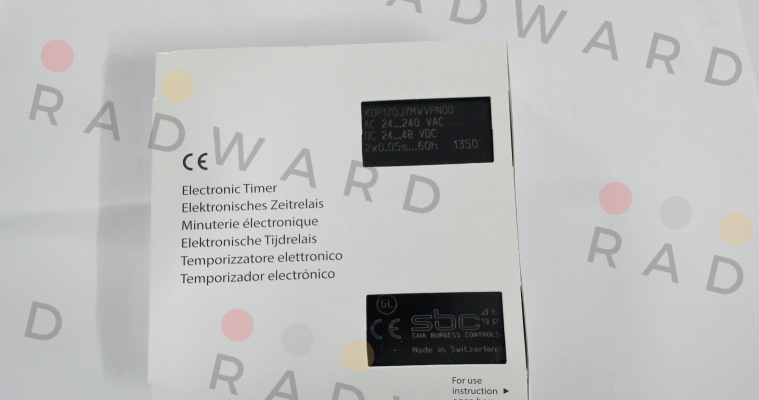 RADWARD
RADWARD
KOP170J7MWVPN00
AC 24...240 VAC
DC 24...48 VDC
2x0.05s...60h 1350
CE
Electronic Timer
Elektronisches Zeitrelais
Minuterie électronique
Elektronische Tijdrelais
Temporizzatore elettronico
Temporizador electrónico
RAD
D
GL
CE sbc
SAIA BURGESS CONTROLS
Made in Switzerland
RADWARD
For use
instruction